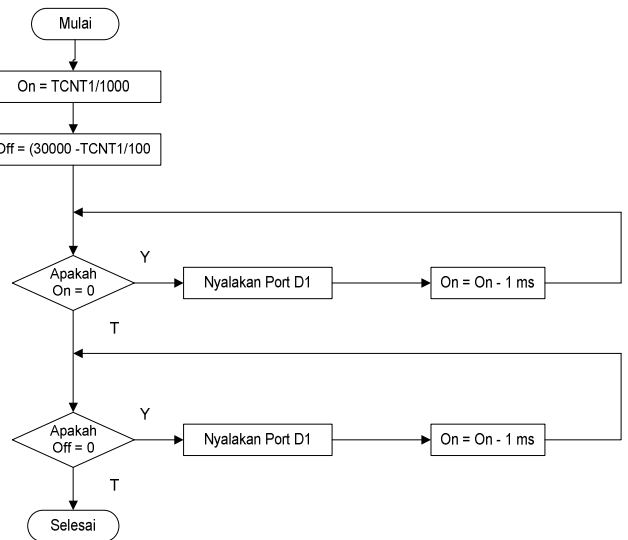 Mulai
On = TCNT1/1000
Off = (30000 -TCNT1/100
Apakah
On = 0
Y
Nyalakan Port D1
On = On - 1 ms
T
Apakah
Off = 0
Y
Nyalakan Port D1
On = On - 1 ms
T
Selesai